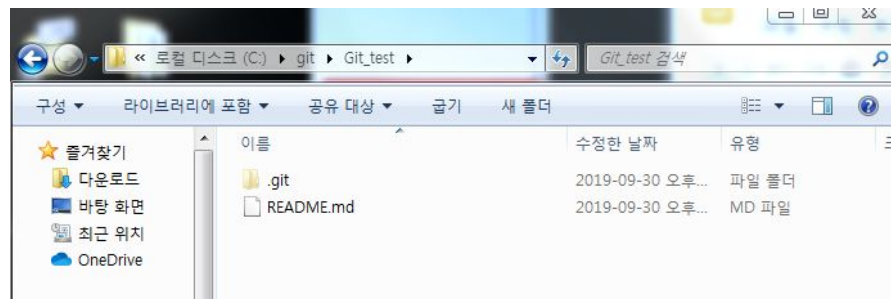 « 로컬 디스크 (C:) ▸ git ▸ Git_test ▸ Git_test 검색
구성 ▼ 라이브러리에 포함 ▼ 공유 대상 ▼ 굽기 새 폴더
즐겨찾기
다운로드
바탕 화면
최근 위치
OneDrive
이름 수정한 날짜 유형
.git 2019-09-30 오후... 파일 폴더
README.md 2019-09-30 오후... MD 파일